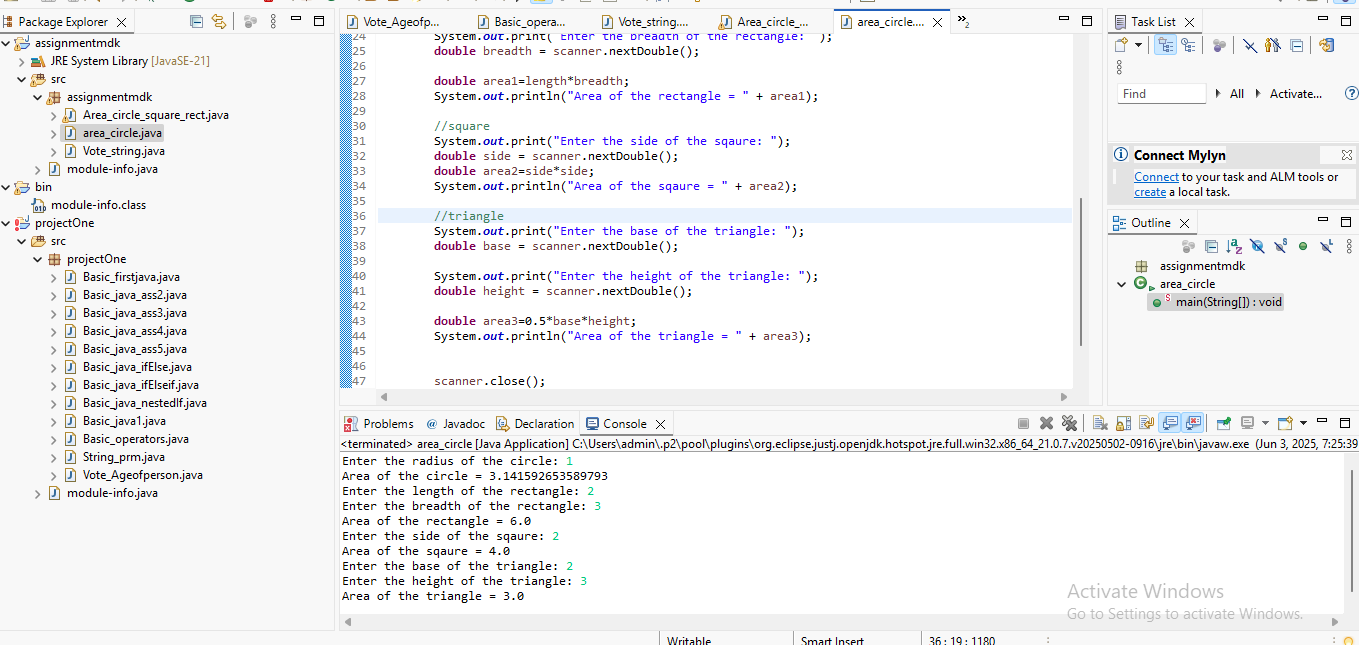 Package Explorer
assignmentmdk
JRE System Library [JavaSE-21]
src
assignmentmdk
Area_circle_square_rect.java
area_circle.java
Vote_string.java
module-info.java
bin
module-info.class
projectOne
src
projectOne
Basic_firstjava.java
Basic_java_ass2.java
Basic_java_ass3.java
Basic_java_ass4.java
Basic_java_ass5.java
Basic_java_ifElse.java
Basic_java_ifElseif.java
Basic_java_nestedIf.java
Basic_java1.java
Basic_operators.java
String_prm.java
Vote_Ageofperson.java
module-info.java
Vote_Ageofp... Basic_opera... Vote_string.... Area_circle_... area_circle.... »2
24 System.out.print("Enter the breadth of the rectangle: ");
25 double breadth = scanner.nextDouble();
26
27 double area1=length*breadth;
28 System.out.println("Area of the rectangle = " + area1);
29
30 //square
31 System.out.print("Enter the side of the sqaure: ");
32 double side = scanner.nextDouble();
33 double area2=side*side;
34 System.out.println("Area of the sqaure = " + area2);
35
36 //triangle
37 System.out.print("Enter the base of the triangle: ");
38 double base = scanner.nextDouble();
39
40 System.out.print("Enter the height of the triangle: ");
41 double height = scanner.nextDouble();
42
43 double area3=0.5*base*height;
44 System.out.println("Area of the triangle = " + area3);
45
46
47 scanner.close();
Problems @ Javadoc Declaration Console
<terminated> area_circle [Java Application] C:\Users\admin\.p2\pool\plugins\org.eclipse.justj.openjdk.hotspot.jre.full.win32.x86_64_21.0.7.v20250502-0916\jre\bin\javaw.exe (Jun 3, 2025, 7:25:39
Enter the radius of the circle: 1
Area of the circle = 3.141592653589793
Enter the length of the rectangle: 2
Enter the breadth of the rectangle: 3
Area of the rectangle = 6.0
Enter the side of the sqaure: 2
Area of the sqaure = 4.0
Enter the base of the triangle: 2
Enter the height of the triangle: 3
Area of the triangle = 3.0
Task List
Find All Activate...
Connect Mylyn
Connect to your task and ALM tools or
create a local task.
Outline
assignmentmdk
area_circle
main(String[]) : void
Activate Windows
Go to Settings to activate Windows.
Writable Smart Insert 36 : 19 : 1180